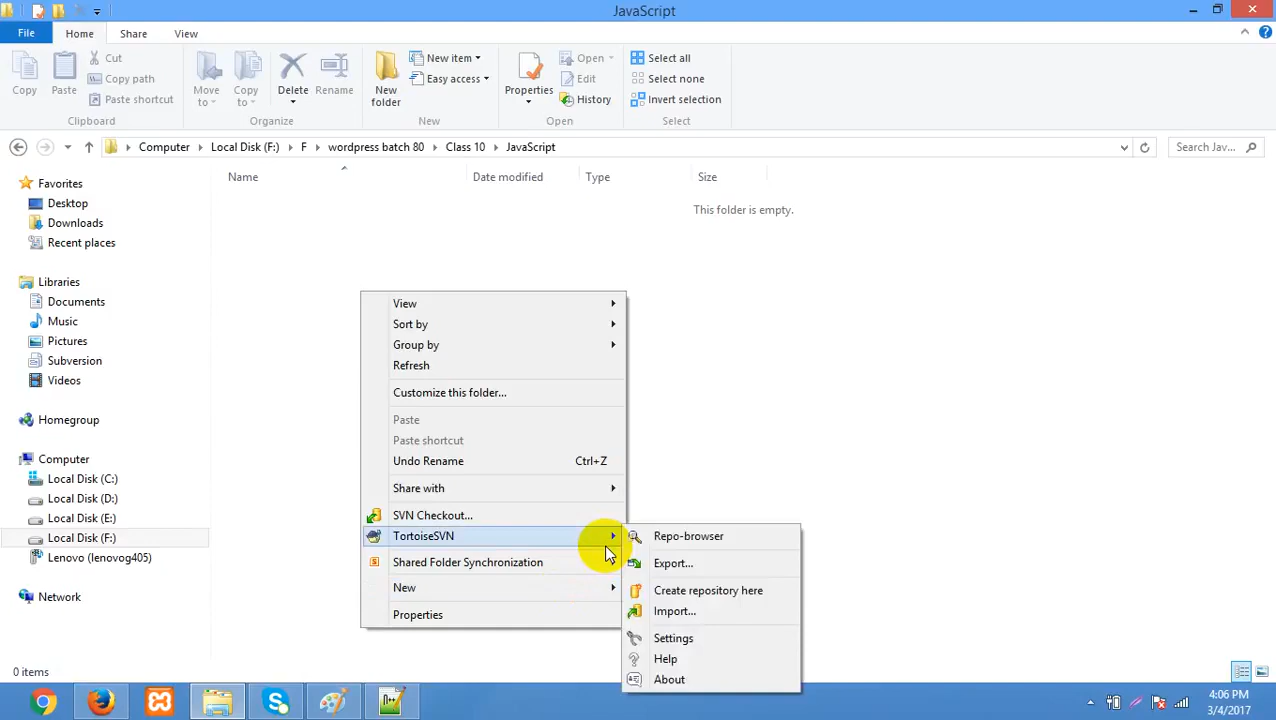 JavaScript
File Home Share View
Copy
Paste
Cut
Copy path
Paste shortcut
Clipboard
Move to
Copy to
Delete
Rename
Organize
New folder
New item
Easy access
New
Properties
Open
Edit
History
Open
Select all
Select none
Invert selection
Select
Computer Local Disk (F:) F wordpress batch 80 Class 10 JavaScript
Search Jav...
Name Date modified Type Size
This folder is empty.
Favorites
Desktop
Downloads
Recent places
Libraries
Documents
Music
Pictures
Subversion
Videos
Homegroup
Computer
Local Disk (C:)
Local Disk (D:)
Local Disk (E:)
Local Disk (F:)
Lenovo (lenovog405)
Network
View
Sort by
Group by
Refresh
Customize this folder...
Paste
Paste shortcut
Undo Rename Ctrl+Z
Share with
SVN Checkout...
TortoiseSVN
Shared Folder Synchronization
New
Properties
Repo-browser
Export...
Create repository here
Import...
Settings
Help
About
0 items
4:06 PM
3/4/2017